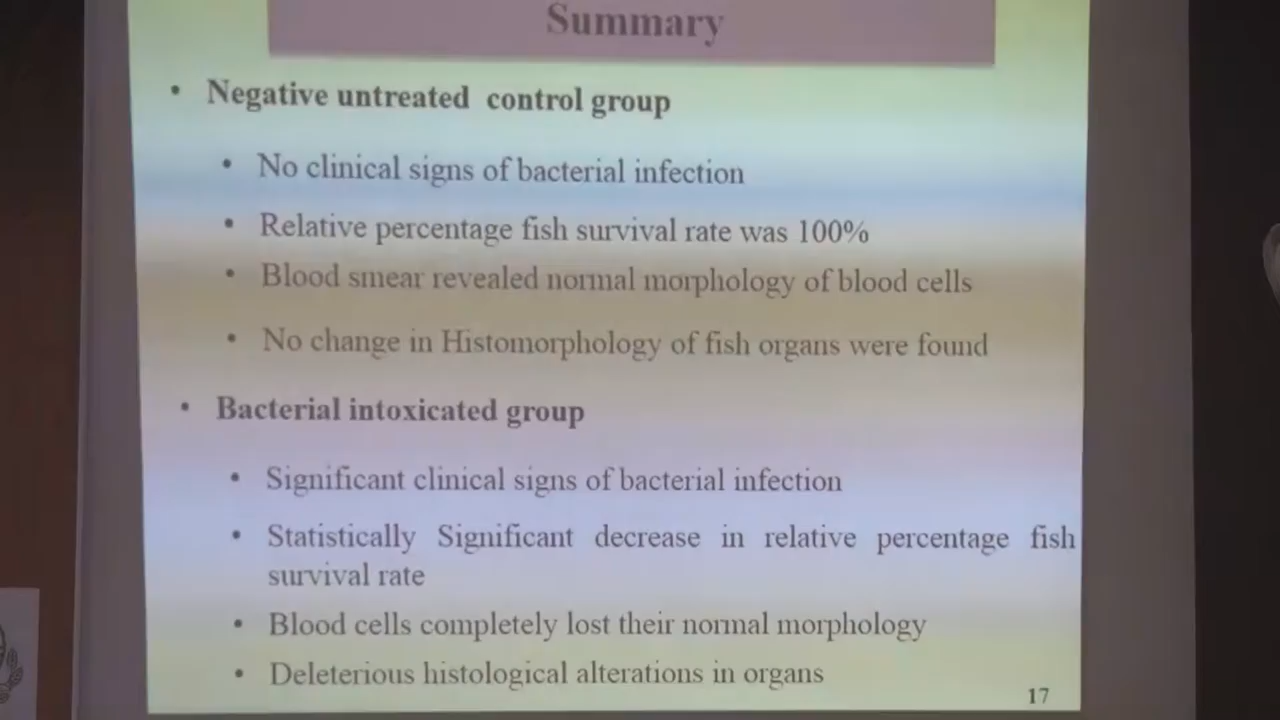 Summary
• Negative untreated control group
• No clinical signs of bacterial infection
• Relative percentage fish survival rate was 100%
• Blood smear revealed normal morphology of blood cells
• No change in Histomorphology of fish organs were found
• Bacterial intoxicated group
• Significant clinical signs of bacterial infection
• Statistically Significant decrease in relative percentage fish
survival rate
• Blood cells completely lost their normal morphology
• Deleterious histological alterations in organs
17